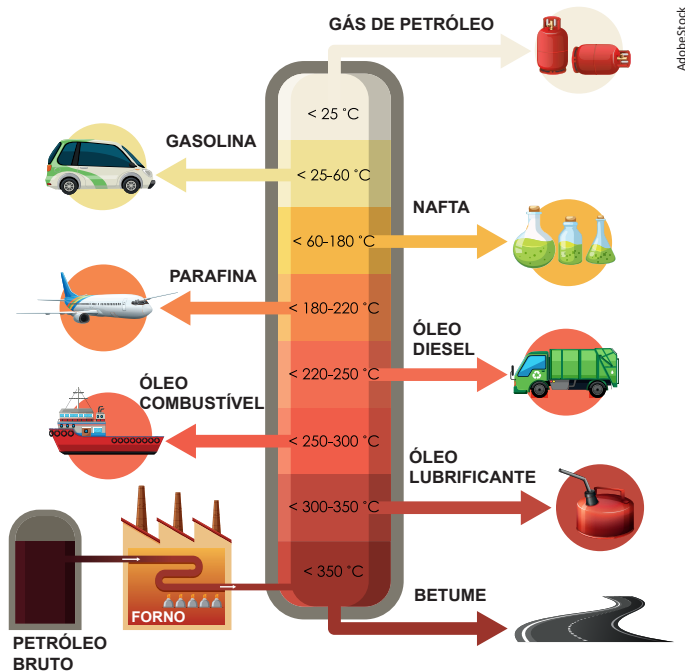 GÁS DE PETRÓLEO
AdobeStock
< 25 ˚C
GASOLINA
< 25-60 ˚C
NAFTA
< 60-180 ˚C
PARAFINA
< 180-220 ˚C
ÓLEO
DIESEL
< 220-250 ˚C
ÓLEO
COMBUSTÍVEL
< 250-300 ˚C
ÓLEO
LUBRIFICANTE
< 300-350 ˚C
< 350 ˚C
BETUME
FORNO
PETRÓLEO
BRUTO